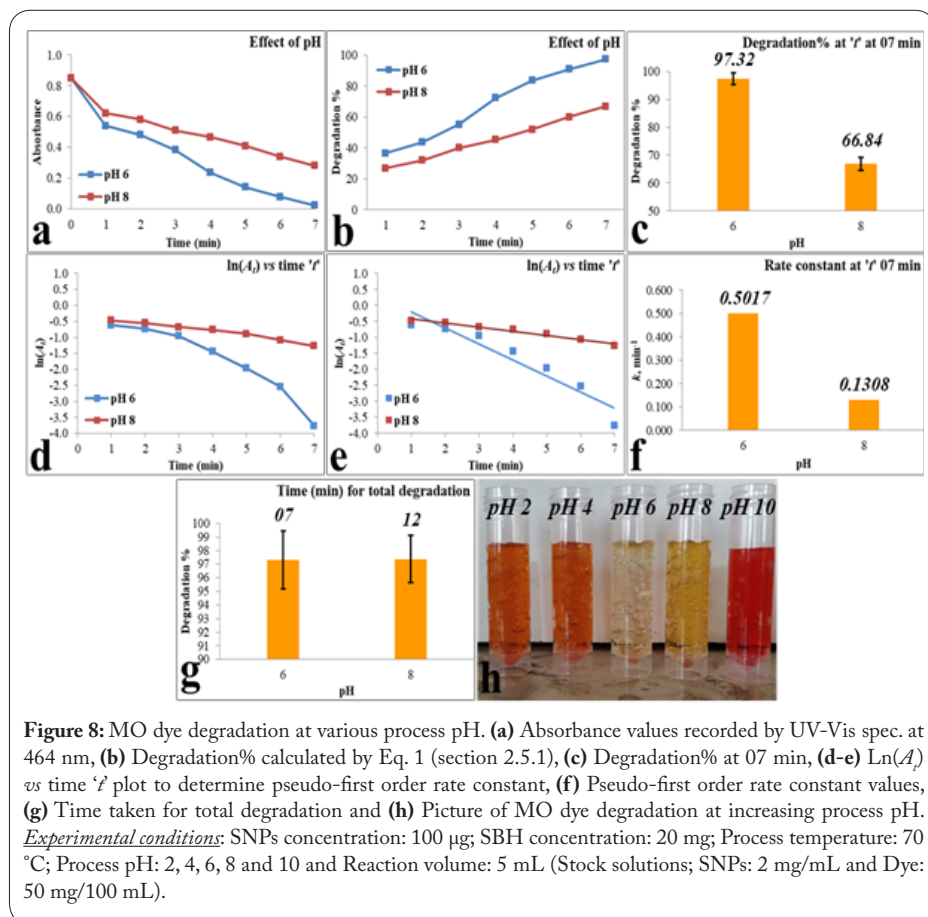 Effect of pH
1.0
0.8
0.6
0.4
0.2
0.0
Absorbance
pH 6
pH 8
0 1 2 3 4 5 6 7
Time (min)
a
Effect of pH
100
80
60
40
20
0
Degradation %
pH 6
pH 8
1 2 3 4 5 6 7
Time (min)
b
Degradation% at 't' at 07 min
97.32
66.84
100
90
80
70
60
50
Degradation%
6 8
pH
c
ln(At) vs time 't'
1.0
0.5
0.0
-0.5
-1.0
-1.5
-2.0
-2.5
-3.0
-3.5
-4.0
ln(At)
pH 6
pH 8
0 1 2 3 4 5 6 7
Time (min)
d
ln(At) vs time 't'
1.0
0.5
0.0
-0.5
-1.0
-1.5
-2.0
-2.5
-3.0
-3.5
-4.0
ln(At)
pH 6
pH 8
0 1 2 3 4 5 6 7
Time (min)
e
Rate constant at 't' 07 min
0.5017
0.1308
0.600
0.500
0.400
0.300
0.200
0.100
0.000
k, min-1
6 8
pH
f
Time (min) for total degradation
07 12
100
99
98
97
96
95
94
93
92
91
90
Degradation %
6 8
pH
g
pH 2 pH 4 pH 6 pH 8 pH 10
h
Figure 8: MO dye degradation at various process pH. (a) Absorbance values recorded by UV-Vis spec. at
464 nm, (b) Degradation% calculated by Eq. 1 (section 2.5.1), (c) Degradation% at 07 min, (d-e) Ln(At)
vs time 't' plot to determine pseudo-first order rate constant, (f) Pseudo-first order rate constant values,
(g) Time taken for total degradation and (h) Picture of MO dye degradation at increasing process pH.
Experimental conditions: SNPs concentration: 100 µg; SBH concentration: 20 mg; Process temperature: 70
°C; Process pH: 2, 4, 6, 8 and 10 and Reaction volume: 5 mL (Stock solutions; SNPs: 2 mg/mL and Dye:
50 mg/100 mL).